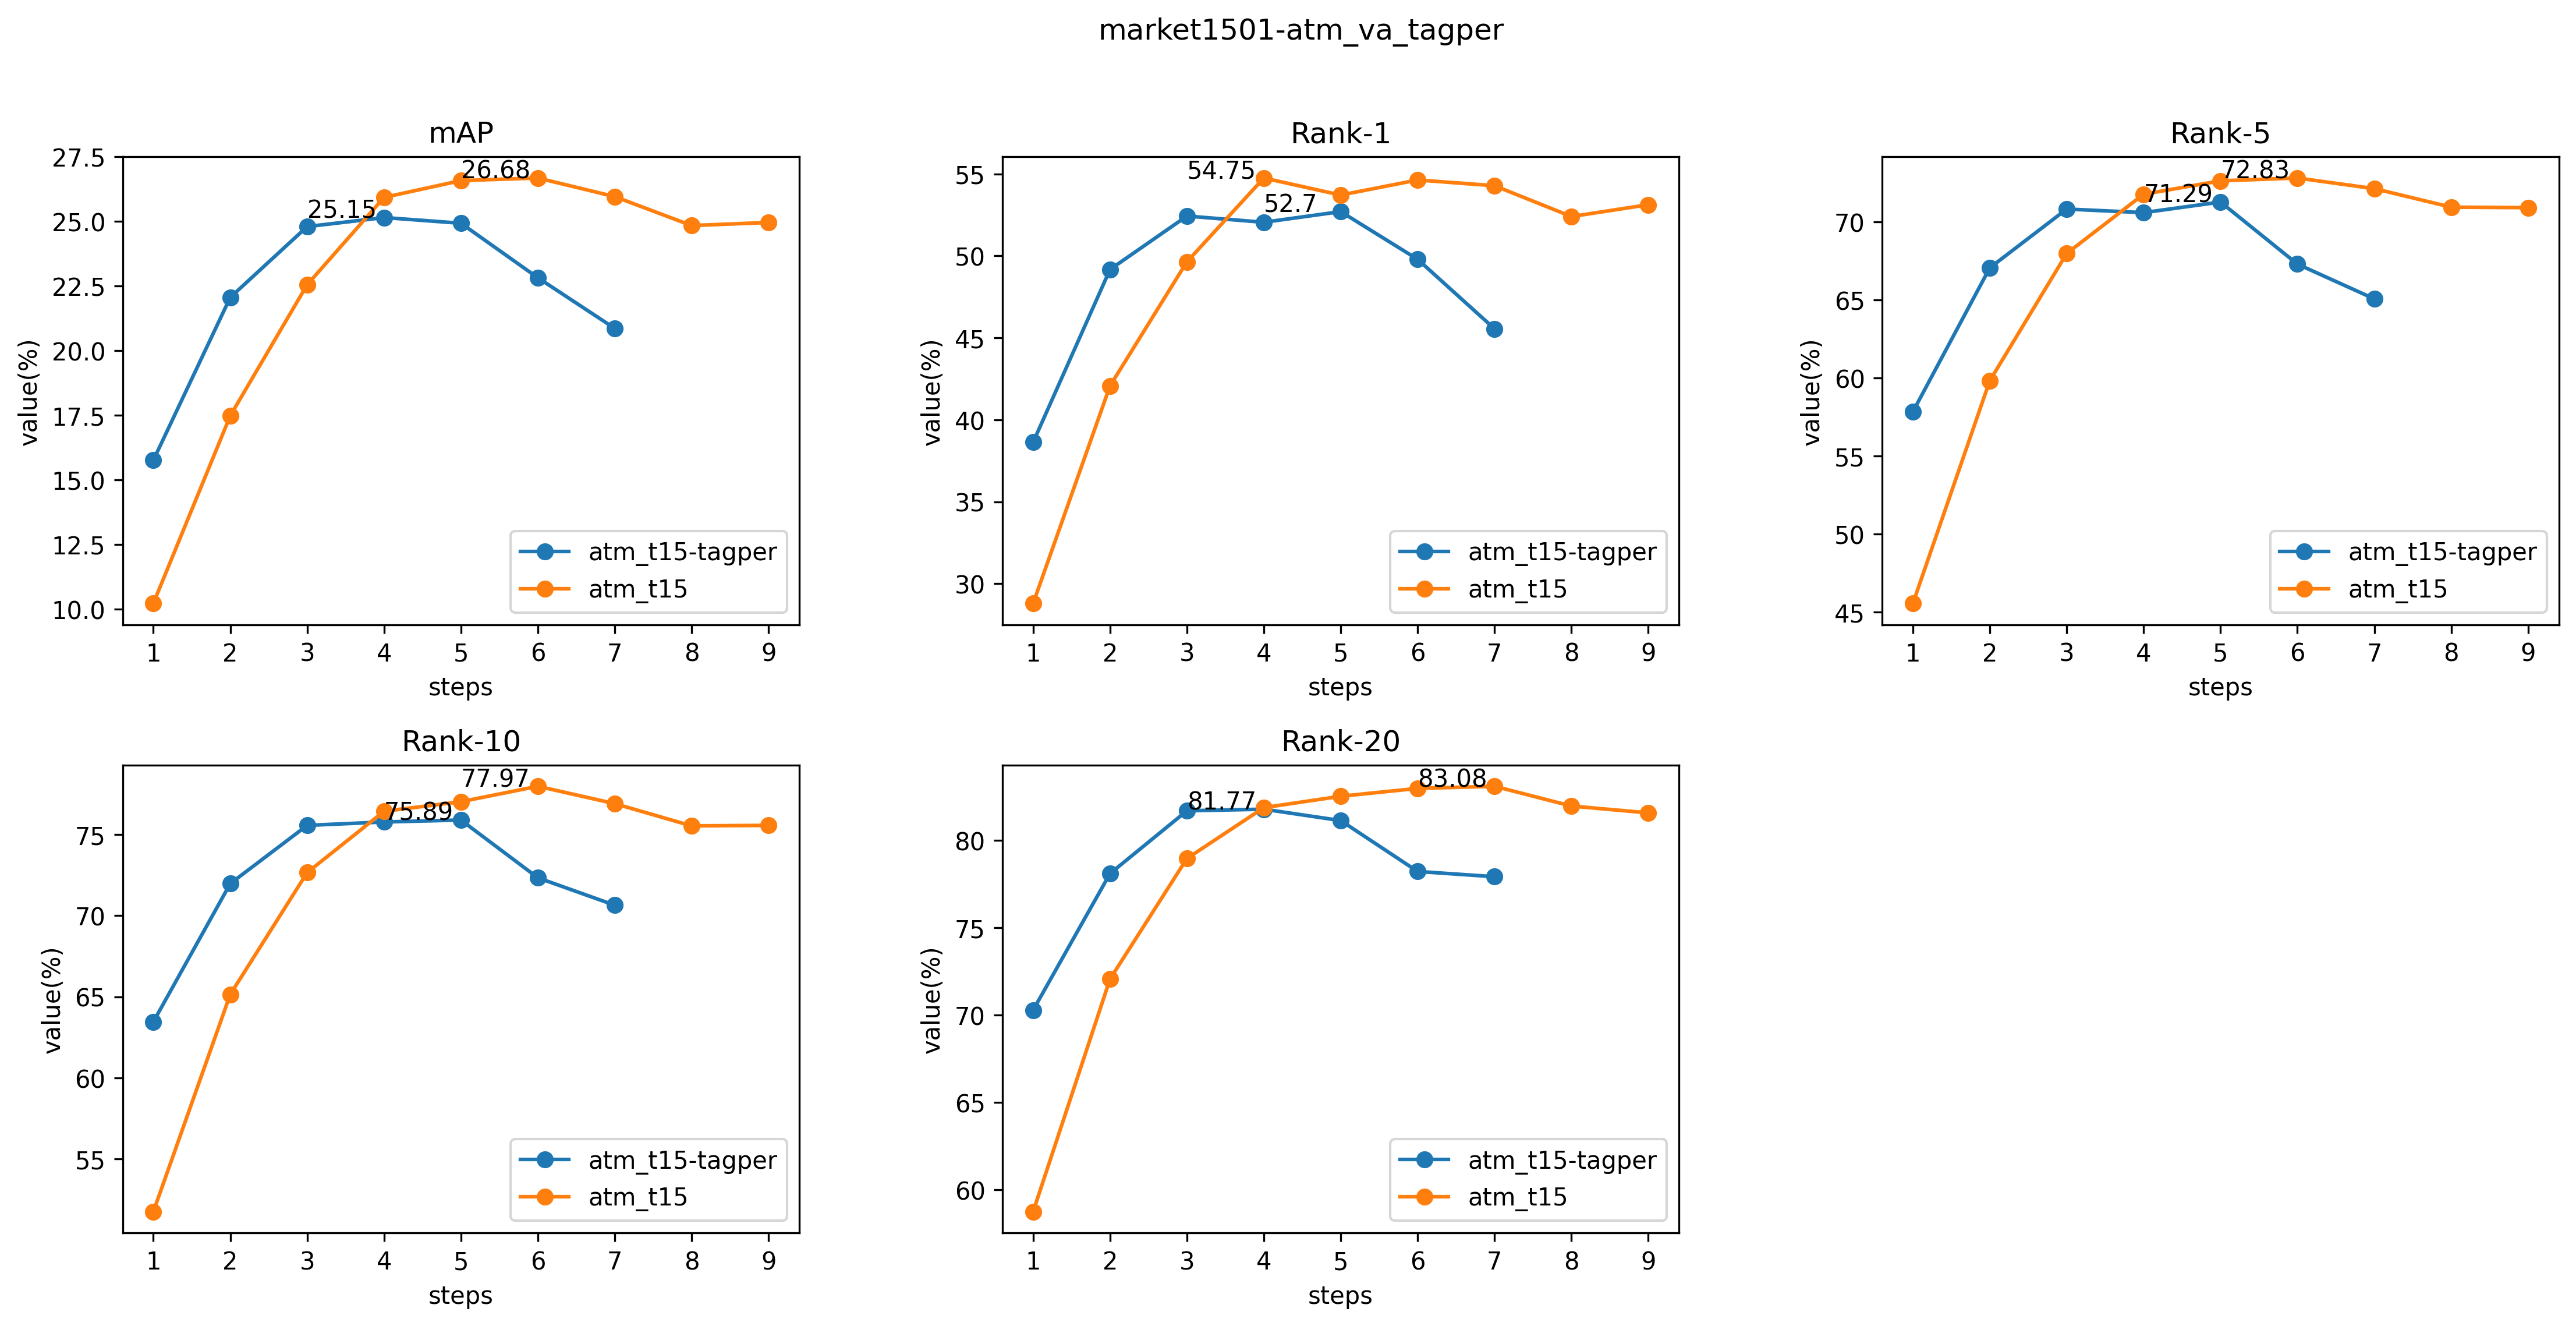 market1501-atm_va_tagper
mAP
27.5
25.0
22.5
20.0
17.5
15.0
12.5
10.0
value(%)
25.15
26.68
atm_t15-tagper
atm_t15
1 2 3 4 5 6 7 8 9
steps
Rank-1
55
50
45
40
35
30
value(%)
54.75
52.7
atm_t15-tagper
atm_t15
1 2 3 4 5 6 7 8 9
steps
Rank-5
70
65
60
55
50
45
value(%)
72.83
71.29
atm_t15-tagper
atm_t15
1 2 3 4 5 6 7 8 9
steps
Rank-10
75
70
65
60
55
value(%)
77.97
75.89
atm_t15-tagper
atm_t15
1 2 3 4 5 6 7 8 9
steps
Rank-20
80
75
70
65
60
value(%)
83.08
81.77
atm_t15-tagper
atm_t15
1 2 3 4 5 6 7 8 9
steps